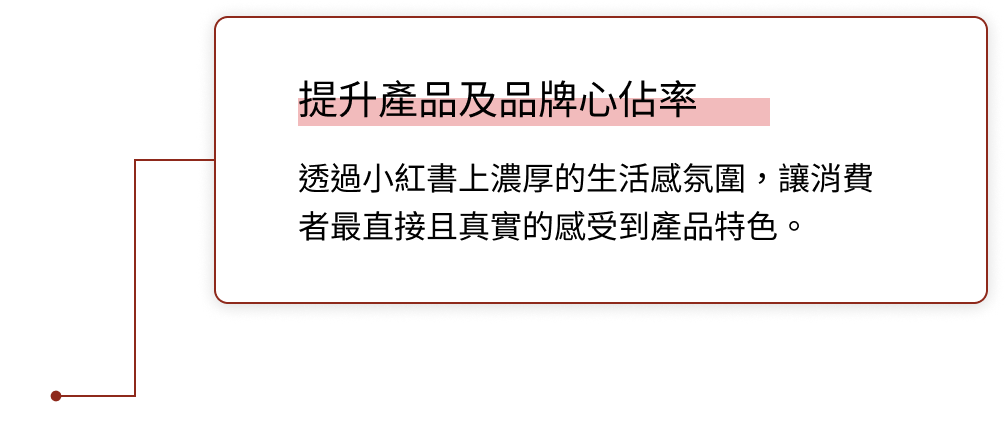 提升產品及品牌心佔率
透過小紅書上濃厚的生活感氛圍，讓消費
者最直接且真實的感受到產品特色。